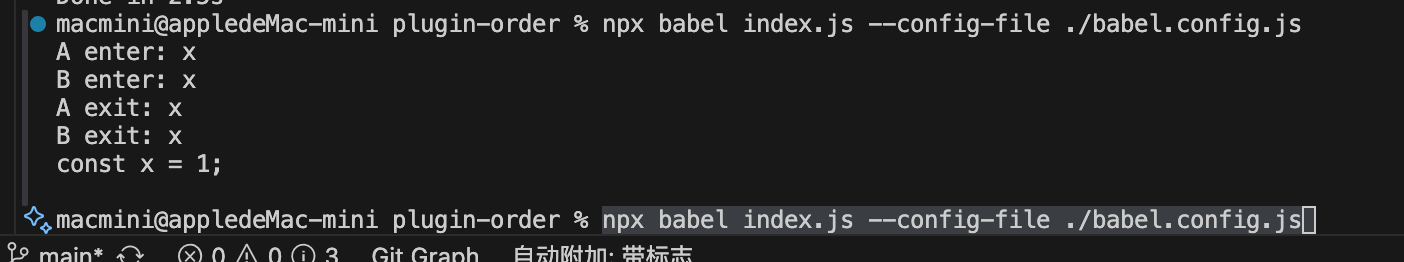 Done in 2.5s
macmini@appledeMac-mini plugin-order % npx babel index.js --config-file ./babel.config.js
A enter: x
B enter: x
A exit: x
B exit: x
const x = 1;
macmini@appledeMac-mini plugin-order % npx babel index.js --config-file ./babel.config.js
main* 0 0 3 Git Graph 自动附加: 带标志